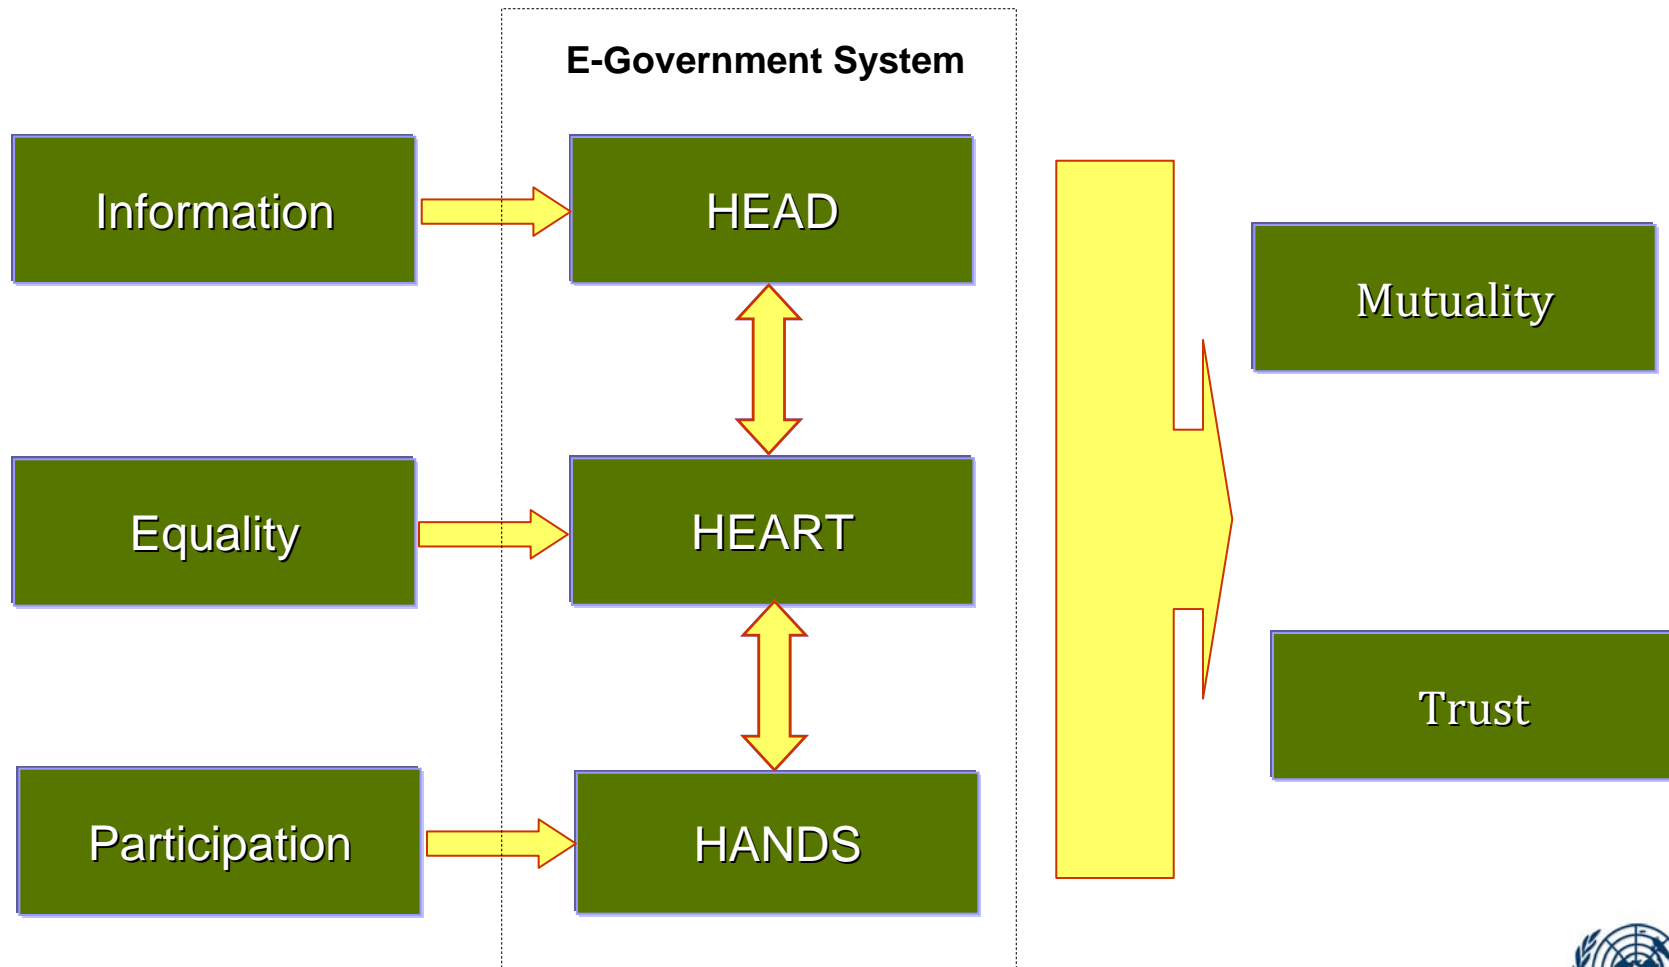 E-Government System
Information
HEAD
Mutuality
Equality
HEART
Trust
Participation
HANDS